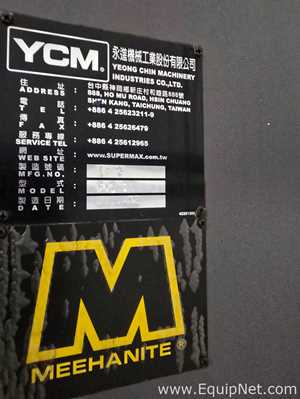 YCM®
永進機械工業股份有限公司
YEONG CHIN MACHINERY
INDUSTRIES CO.,LTD.
住址
ADDRESS
台中縣神岡鄉新庄村和睦路888號
888, HO MU ROAD, HSIN CHUANG
SHEN KANG, TAICHUNG, TAIWAN
電話
TEL
+886 4 25623211-9
傳真
FAX
+886 4 25626479
服務專線
SERVICE TEL
+886 4 25612965
網址
WEB SITE
www.SUPERMAX.com.tw
製造號碼
MFG.NO.
型式
MODEL
製造日期
DATE
M
MEEHANITE®
www.EquipNet.com